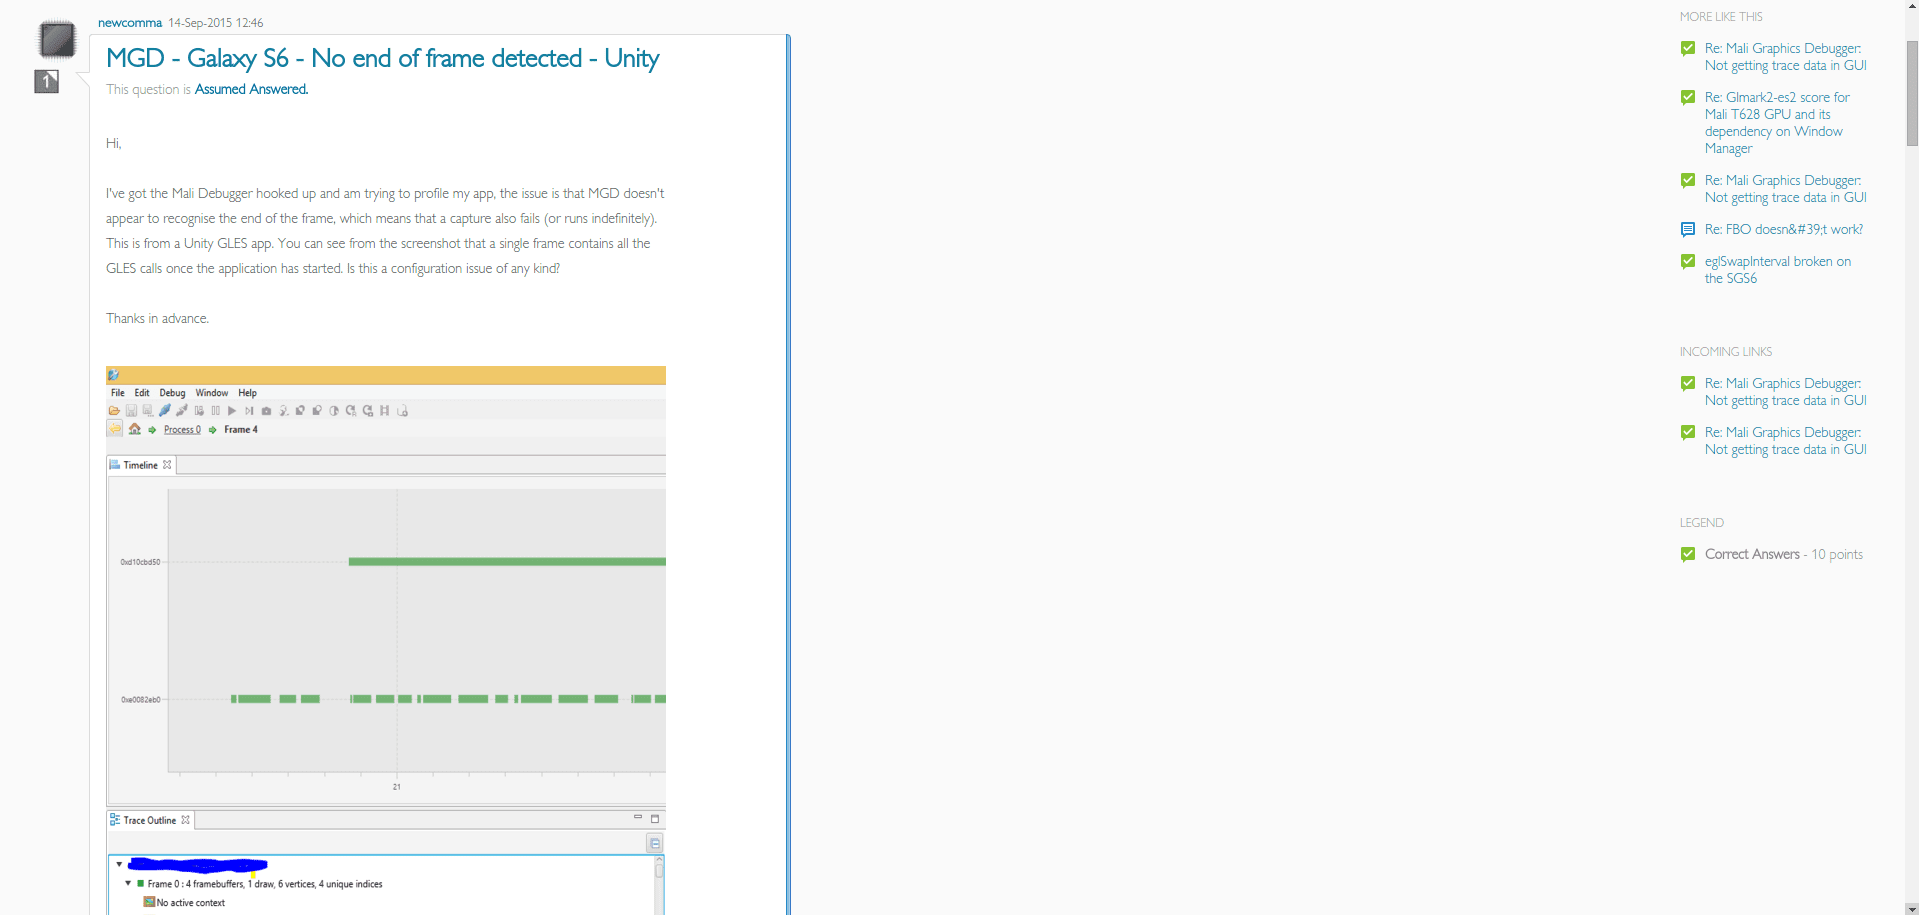 newcomma 14-Sep-2015 12:46
1
MGD - Galaxy S6 - No end of frame detected - Unity
This question is Assumed Answered.
Hi,
I've got the Mali Debugger hooked up and am trying to profile my app, the issue is that MGD doesn't
appear to recognise the end of the frame, which means that a capture also fails (or runs indefinitely).
This is from a Unity GLES app. You can see from the screenshot that a single frame contains all the
GLES calls once the application has started. Is this a configuration issue of any kind?
Thanks in advance.
File Edit Debug Window Help
Process 0 Frame 4
Timeline
0xd10cbd50
0xe0082eb0
21
Trace Outline
Frame 0 : 4 framebuffers, 1 draw, 6 vertices, 4 unique indices
No active context
MORE LIKE THIS
Re: Mali Graphics Debugger:
Not getting trace data in GUI
Re: Glmark2-es2 score for
Mali T628 GPU and its
dependency on Window
Manager
Re: Mali Graphics Debugger:
Not getting trace data in GUI
Re: FBO doesn&#39;t work?
eglSwapInterval broken on
the SGS6
INCOMING LINKS
Re: Mali Graphics Debugger:
Not getting trace data in GUI
Re: Mali Graphics Debugger:
Not getting trace data in GUI
LEGEND
Correct Answers - 10 points